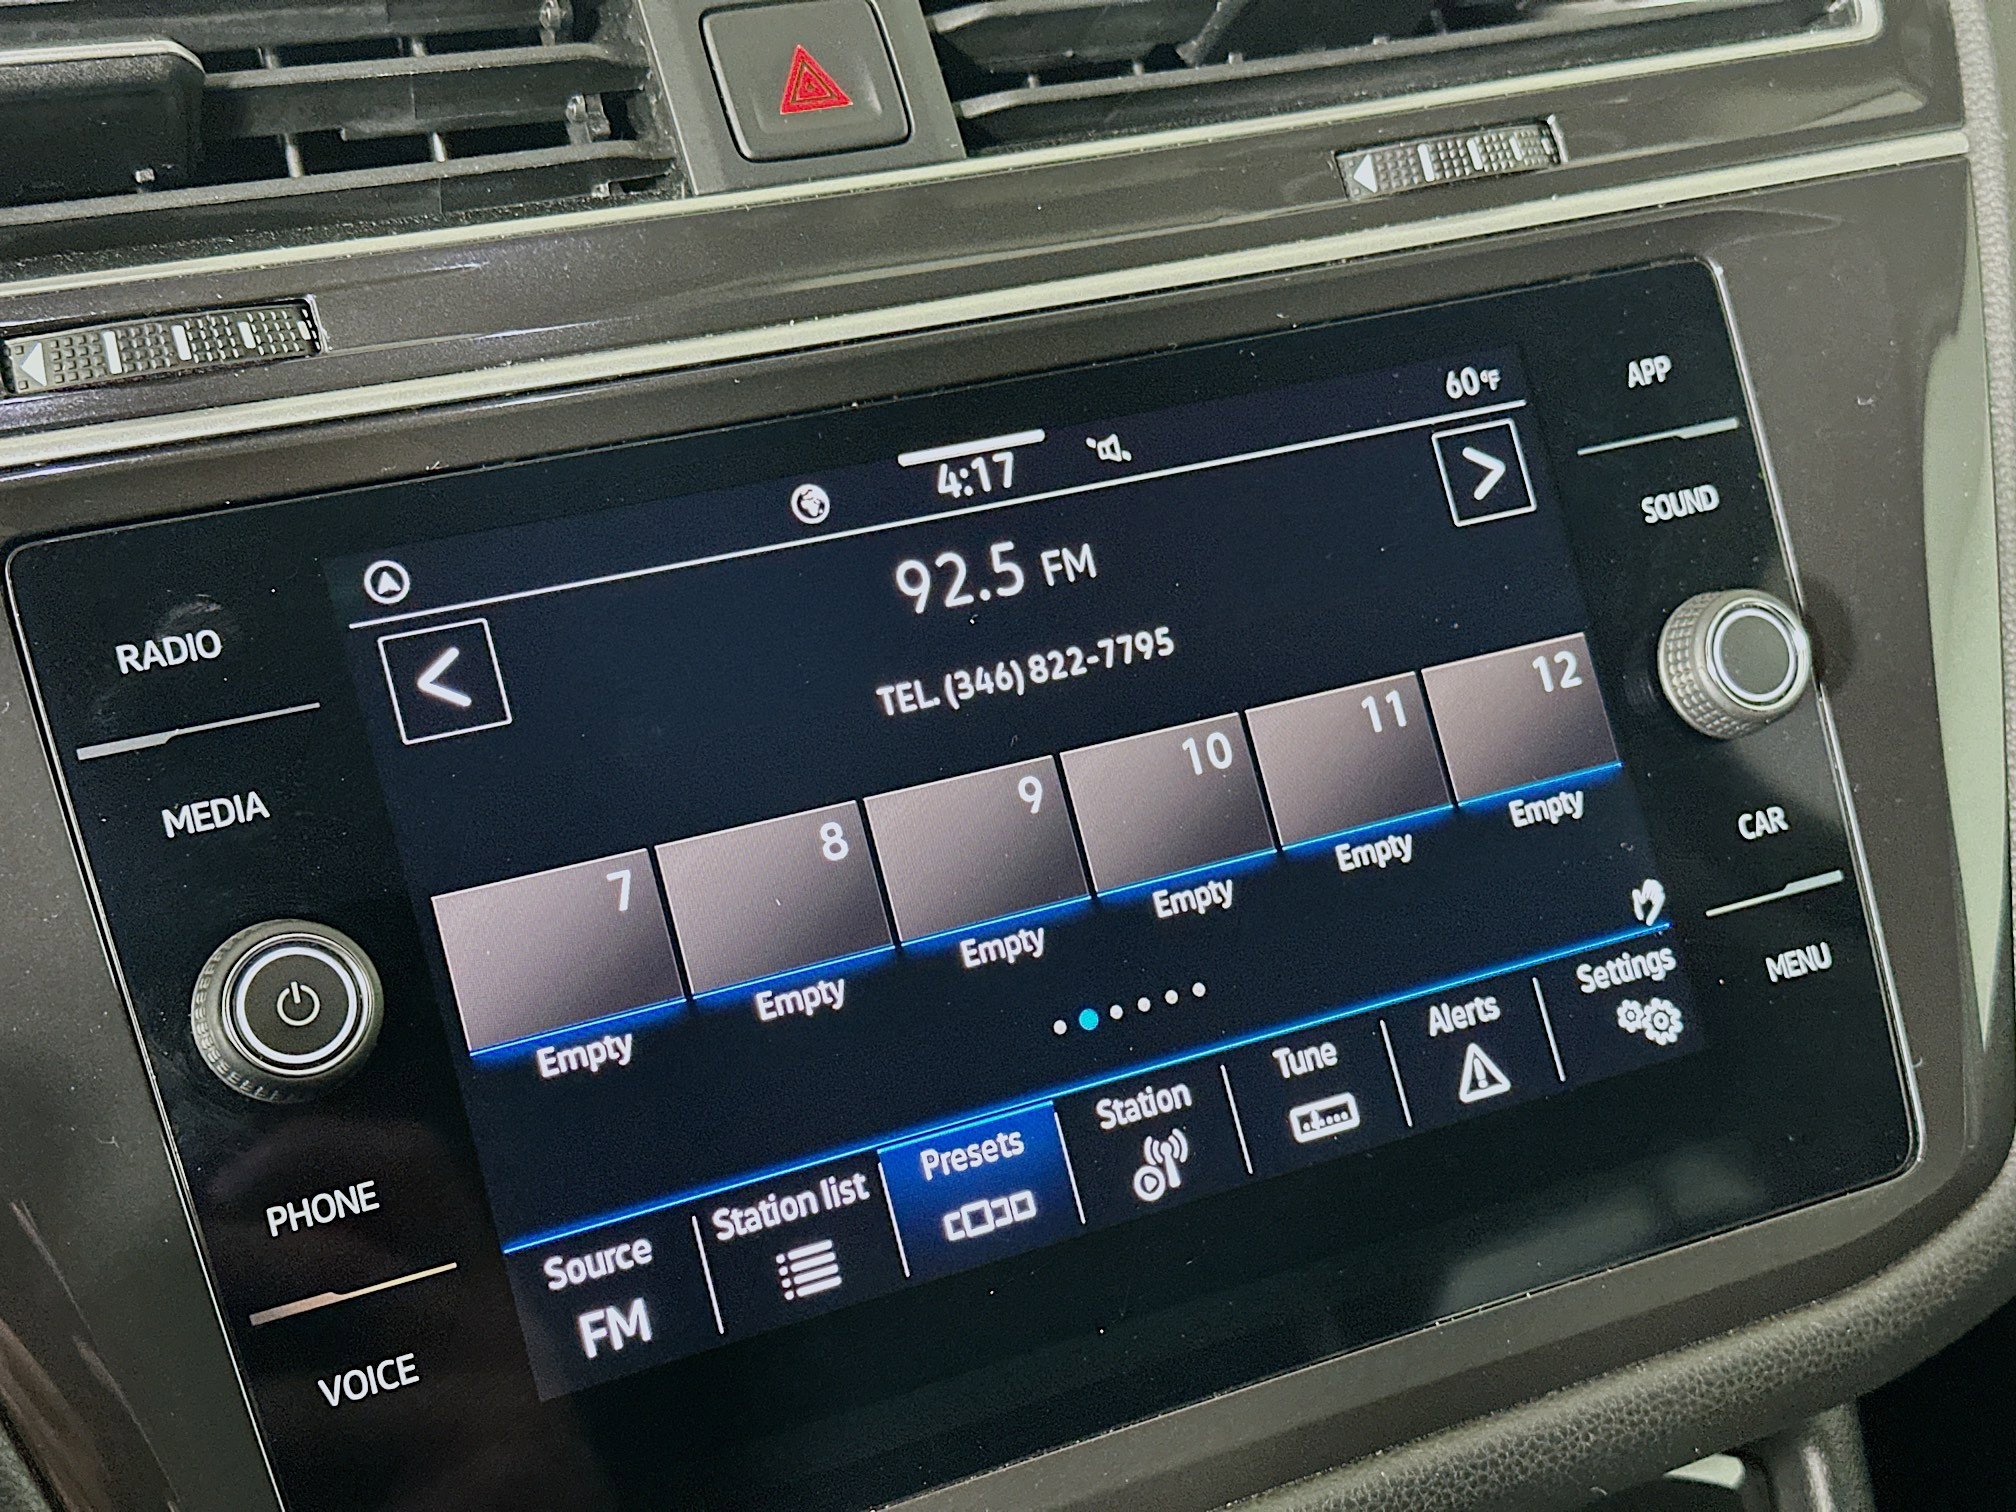 60°F
4:17
92.5 FM
TEL. (346) 822-7795
7
8
9
10
11
12
Empty
Empty
Empty
Empty
Empty
Empty
Source
FM
Station list
Presets
Station
Tune
Alerts
Settings
RADIO
MEDIA
PHONE
VOICE
APP
SOUND
CAR
MENU